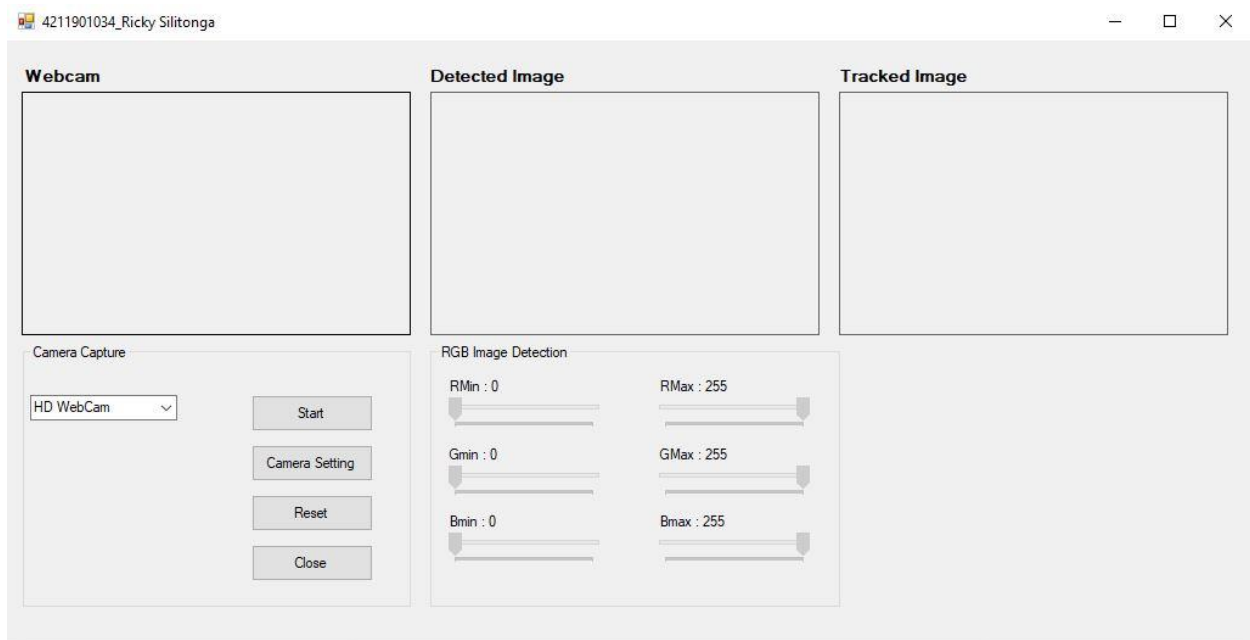 4211901034_Ricky Silitonga
Webcam
Detected Image
Tracked Image
Camera Capture
HD WebCam
Start
Camera Setting
Reset
Close
RGB Image Detection
RMin : 0
RMax : 255
Gmin : 0
GMax : 255
Bmin : 0
Bmax : 255